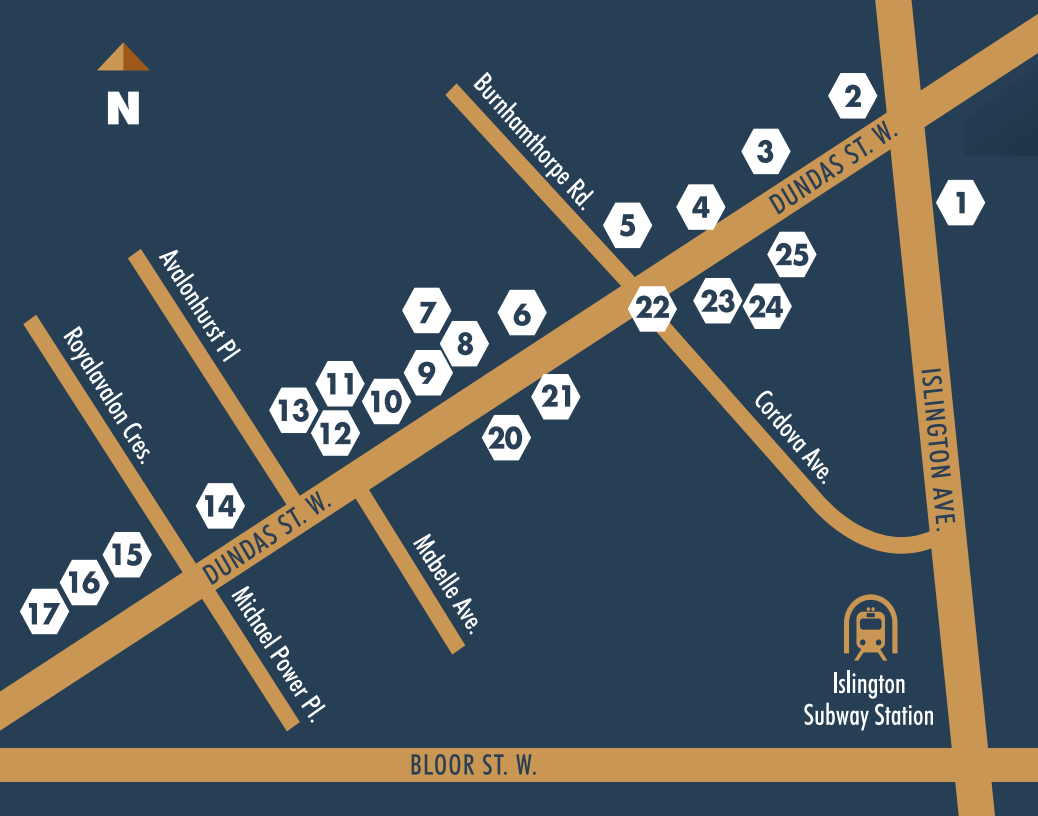 N
Burnhamthorpe Rd.
2
3
DUNDAS ST. W.
1
4
5
25
Avalonhurst Pl
7
6
22
23
24
Royalavalon Cres.
8
9
11
10
13
12
21
20
ISLINGTON AVE.
Cordova Ave.
14
DUNDAS ST. W.
15
16
17
Mabelle Ave.
Michael Power Pl.
Islington
Subway Station
BLOOR ST. W.